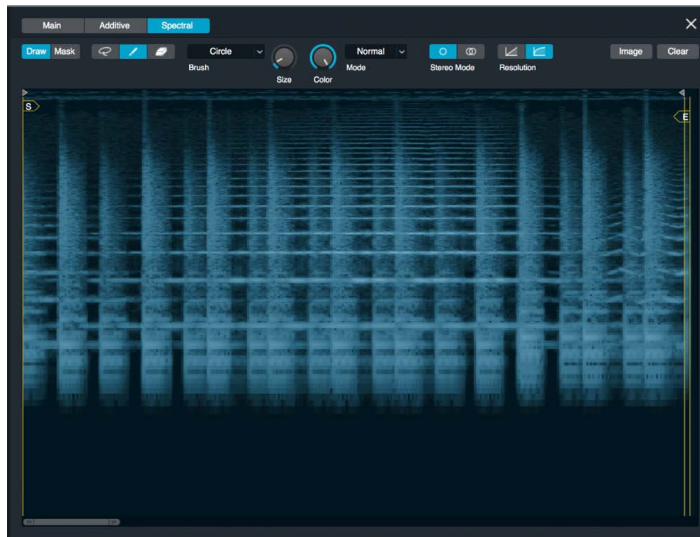 Main Additive Spectral
Draw Mask Circle Normal Image Clear
Brush Size Color Mode Stereo Mode Resolution
S
E